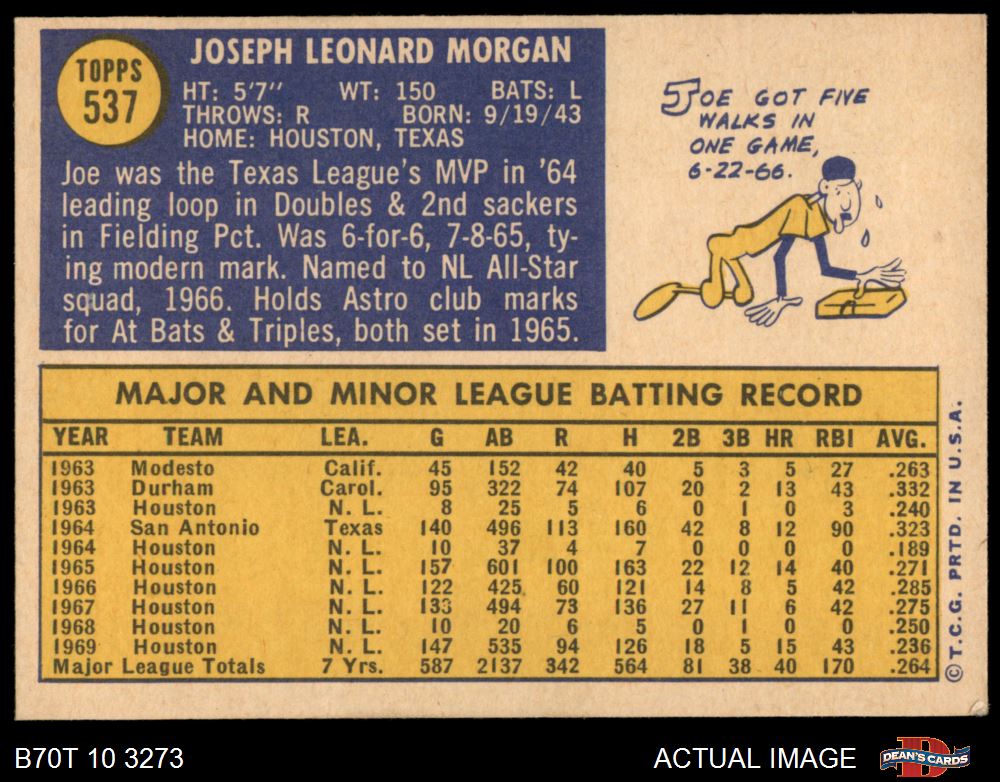 TOPPS
537
JOSEPH LEONARD MORGAN
HT: 5'7" WT: 150 BATS: L
THROWS: R BORN: 9/19/43
HOME: HOUSTON, TEXAS
Joe was the Texas League's MVP in '64
leading loop in Doubles & 2nd sackers
in Fielding Pct. Was 6-for-6, 7-8-65, ty-
ing modern mark. Named to NL All-Star
squad, 1966. Holds Astro club marks
for At Bats & Triples, both set in 1965.
JOE GOT FIVE
WALKS IN
ONE GAME,
6-22-66.
MAJOR AND MINOR LEAGUE BATTING RECORD
YEAR TEAM LEA. G AB R H 2B 3B HR RBI AVG.
1963 Modesto Calif. 45 152 42 40 5 3 5 27 .263
1963 Durham Carol. 95 322 74 107 20 2 13 43 .332
1963 Houston N. L. 8 25 5 6 0 1 0 3 .240
1964 San Antonio Texas 140 496 113 160 42 8 12 90 .323
1964 Houston N. L. 10 37 4 7 0 0 0 0 .189
1965 Houston N. L. 157 601 100 163 22 12 14 40 .271
1966 Houston N. L. 122 425 60 121 14 8 5 42 .285
1967 Houston N. L. 133 494 73 136 27 11 6 42 .275
1968 Houston N. L. 10 20 6 5 0 1 0 0 .250
1969 Houston N. L. 147 535 94 126 18 5 15 43 .236
Major League Totals 7 Yrs. 587 2137 342 564 81 38 40 170 .264
©T.C.G. PRTD. IN U.S.A.
B70T 10 3273
ACTUAL IMAGE
DEAN'S CARDS